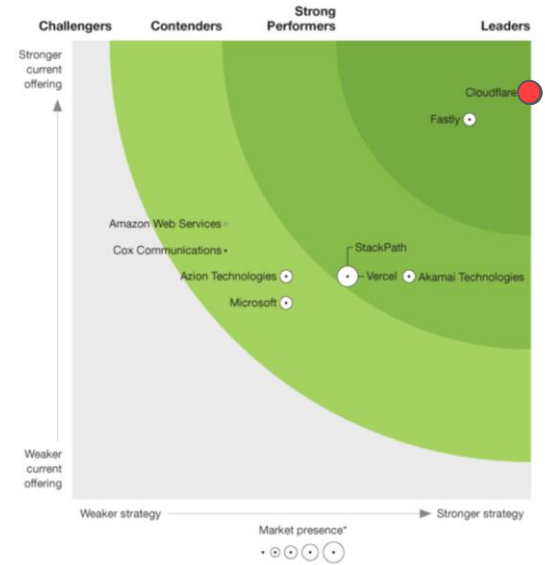 Challengers
Contenders
Strong
Performers
Leaders
Stronger
current
offering
Cloudflare
Fastly
Amazon Web Services
Cox Communications
StackPath
Azion Technologies
Vercel
Akamai Technologies
Microsoft
Weaker
current
offering
Weaker strategy
Stronger strategy
Market presence*